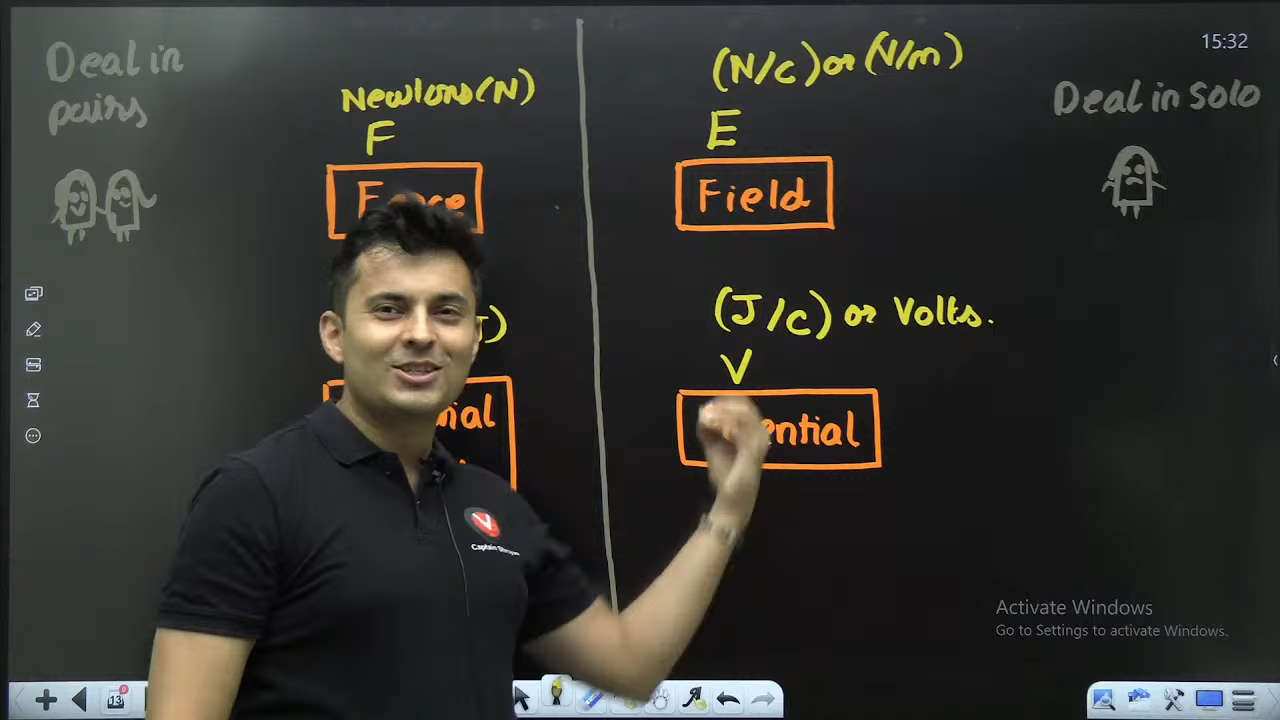 Deal in
pairs
Newtons(N)
F
(N/C) or (V/m)
E
Field
15:32
Deal in Solo
(J/C) or Volts.
V
Activate Windows
Go to Settings to activate Windows.
13